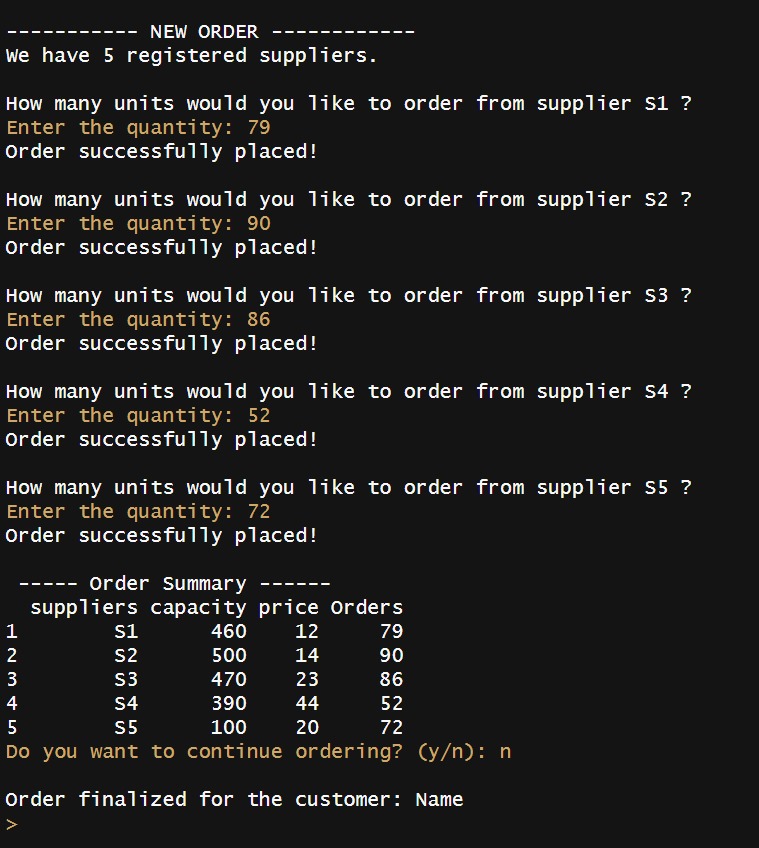 ----------- NEW ORDER ------------
We have 5 registered suppliers.
How many units would you like to order from supplier S1 ?
Enter the quantity: 79
Order successfully placed!
How many units would you like to order from supplier S2 ?
Enter the quantity: 90
Order successfully placed!
How many units would you like to order from supplier S3 ?
Enter the quantity: 86
Order successfully placed!
How many units would you like to order from supplier S4 ?
Enter the quantity: 52
Order successfully placed!
How many units would you like to order from supplier S5 ?
Enter the quantity: 72
Order successfully placed!
 ----- Order Summary ------
  suppliers capacity price Orders
1        S1      460    12     79
2        S2      500    14     90
3        S3      470    23     86
4        S4      390    44     52
5        S5      100    20     72
Do you want to continue ordering? (y/n): n
Order finalized for the customer: Name
>